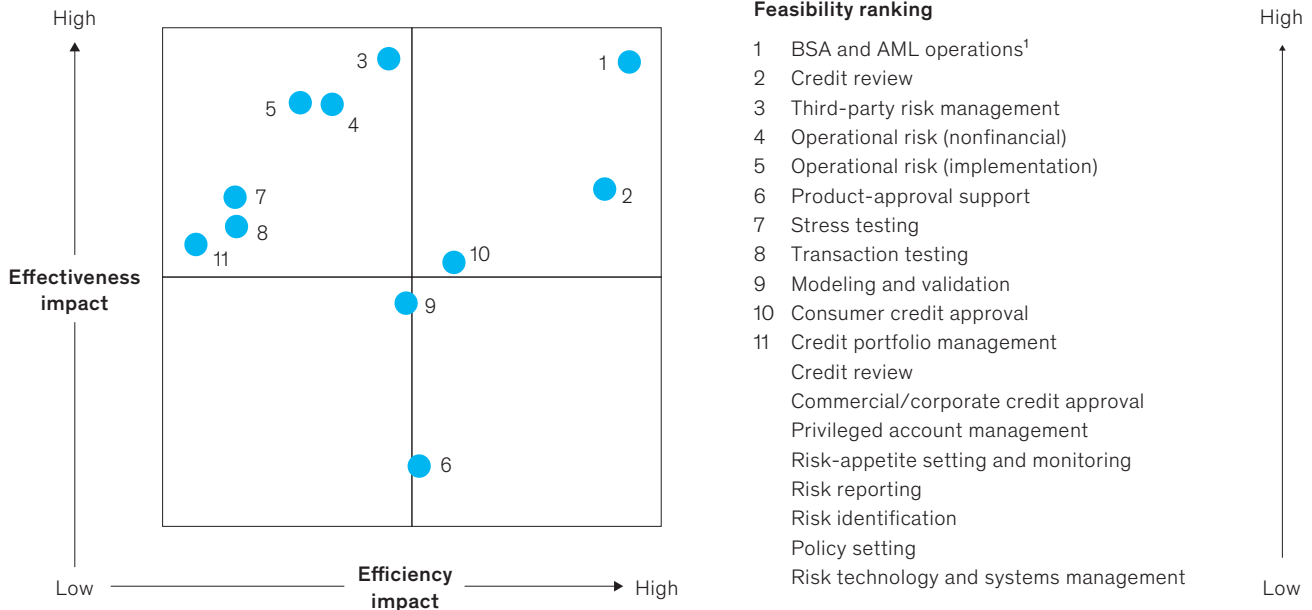 High
3
1
5
4
7
2
8
11
10
Effectiveness
impact
9
6
Low
Efficiency
impact
High
Feasibility ranking
High
1 BSA and AML operations¹
2 Credit review
3 Third-party risk management
4 Operational risk (nonfinancial)
5 Operational risk (implementation)
6 Product-approval support
7 Stress testing
8 Transaction testing
9 Modeling and validation
10 Consumer credit approval
11 Credit portfolio management
Credit review
Commercial/corporate credit approval
Privileged account management
Risk-appetite setting and monitoring
Risk reporting
Risk identification
Policy setting
Risk technology and systems management
Low